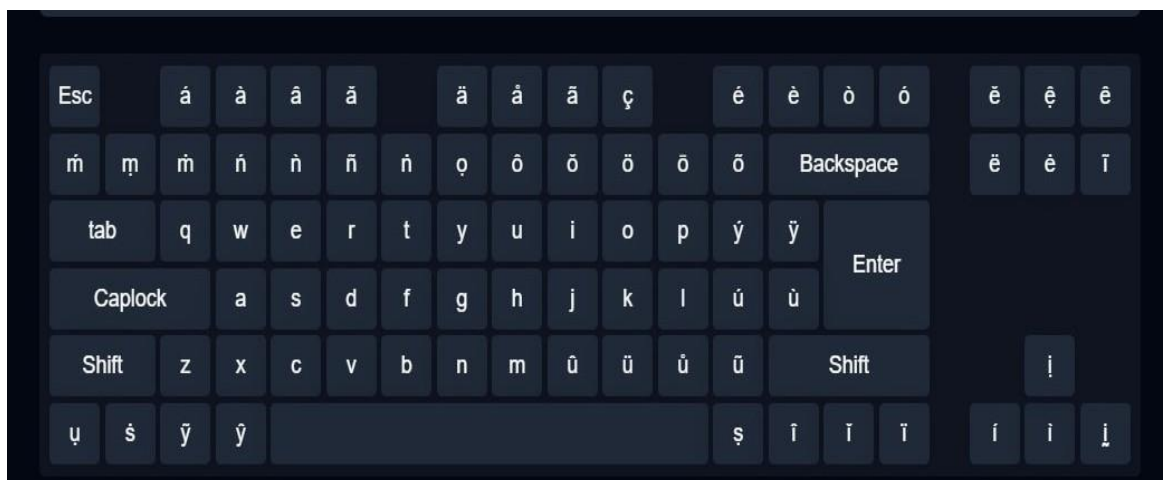 Esc á à â ă ä å ã ç é è ò ó ĕ ệ ê
ḿ ṃ ṁ ń ǹ ñ ṅ ọ ô ŏ ö ō õ Backspace ë ė ī
tab q w e r t y u i o p ý ÿ Enter
Caplock a s d f g h j k l ú ù
Shift z x c v b n m û ü ů ũ Shift ị
ụ ṡ ỹ ŷ ṣ î ĭ ï í ì ị̰